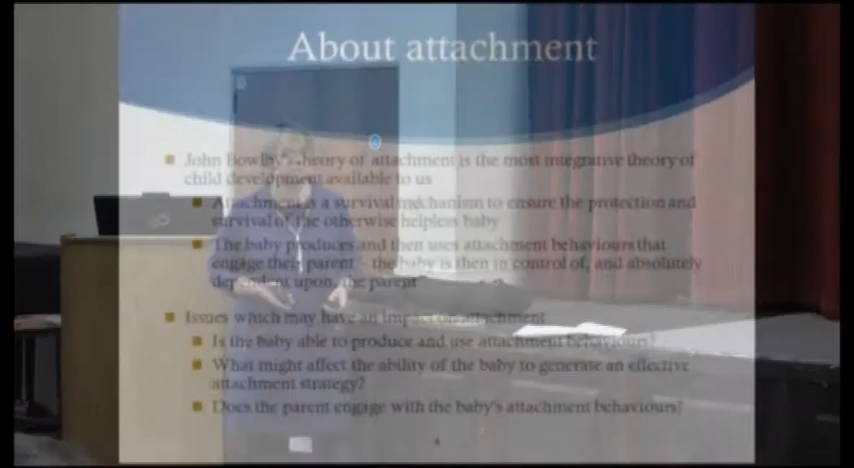 About attachment
John Bowlby's theory of attachment is the most integrative theory of
child development available to us
Attachment is a survival mechanism to ensure the protection and
survival of the otherwise helpless baby
The baby produces and then uses attachment behaviours that
engage their parent – the baby is then in control of, and absolutely
dependent upon, the parent
Issues which may have an impact on attachment
Is the baby able to produce and use attachment behaviours?
What might affect the ability of the baby to generate an effective
attachment strategy?
Does the parent engage with the baby's attachment behaviours?
4